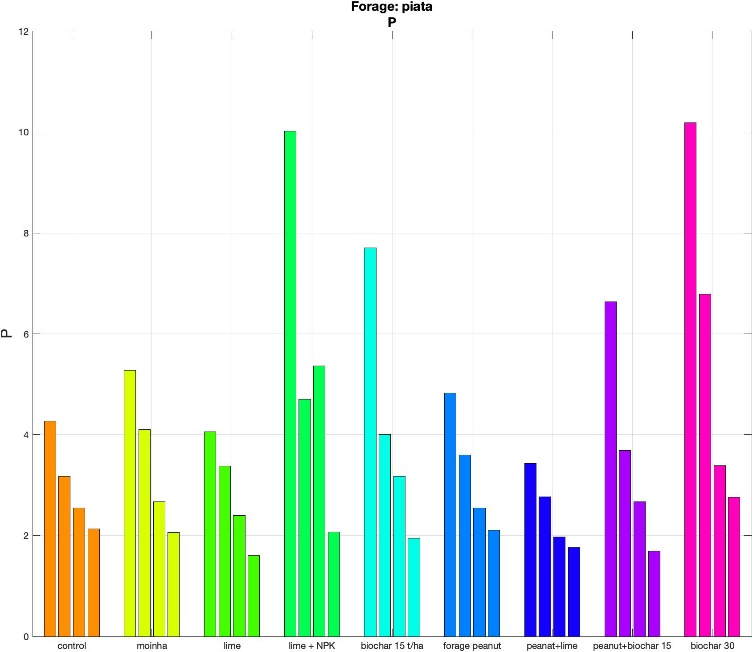 Forage: piata
P
12
10
8
6
4
2
0
P
control
moinha
lime
lime + NPK
biochar 15 t/ha
forage peanut
peanat+lime
peanut+biochar 15
biochar 30